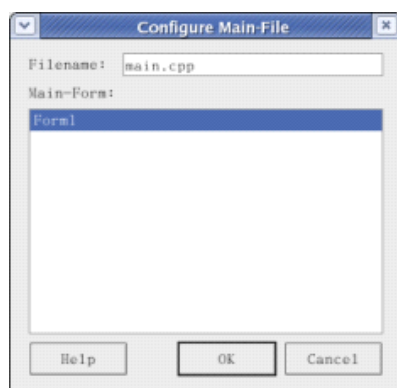 Configure Main-File
Filename: main.cpp
Main-Form:
Form1
Help OK Cancel